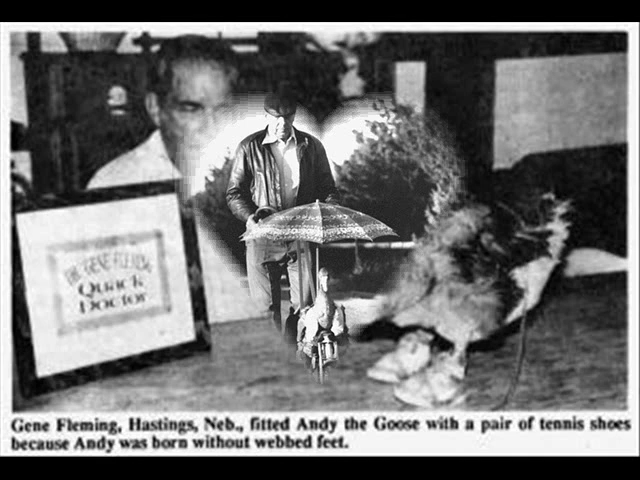 DR. GENE FLEMING
Quack
Doctor
Gene Fleming, Hastings, Neb., fitted Andy the Goose with a pair of tennis shoes
because Andy was born without webbed feet.